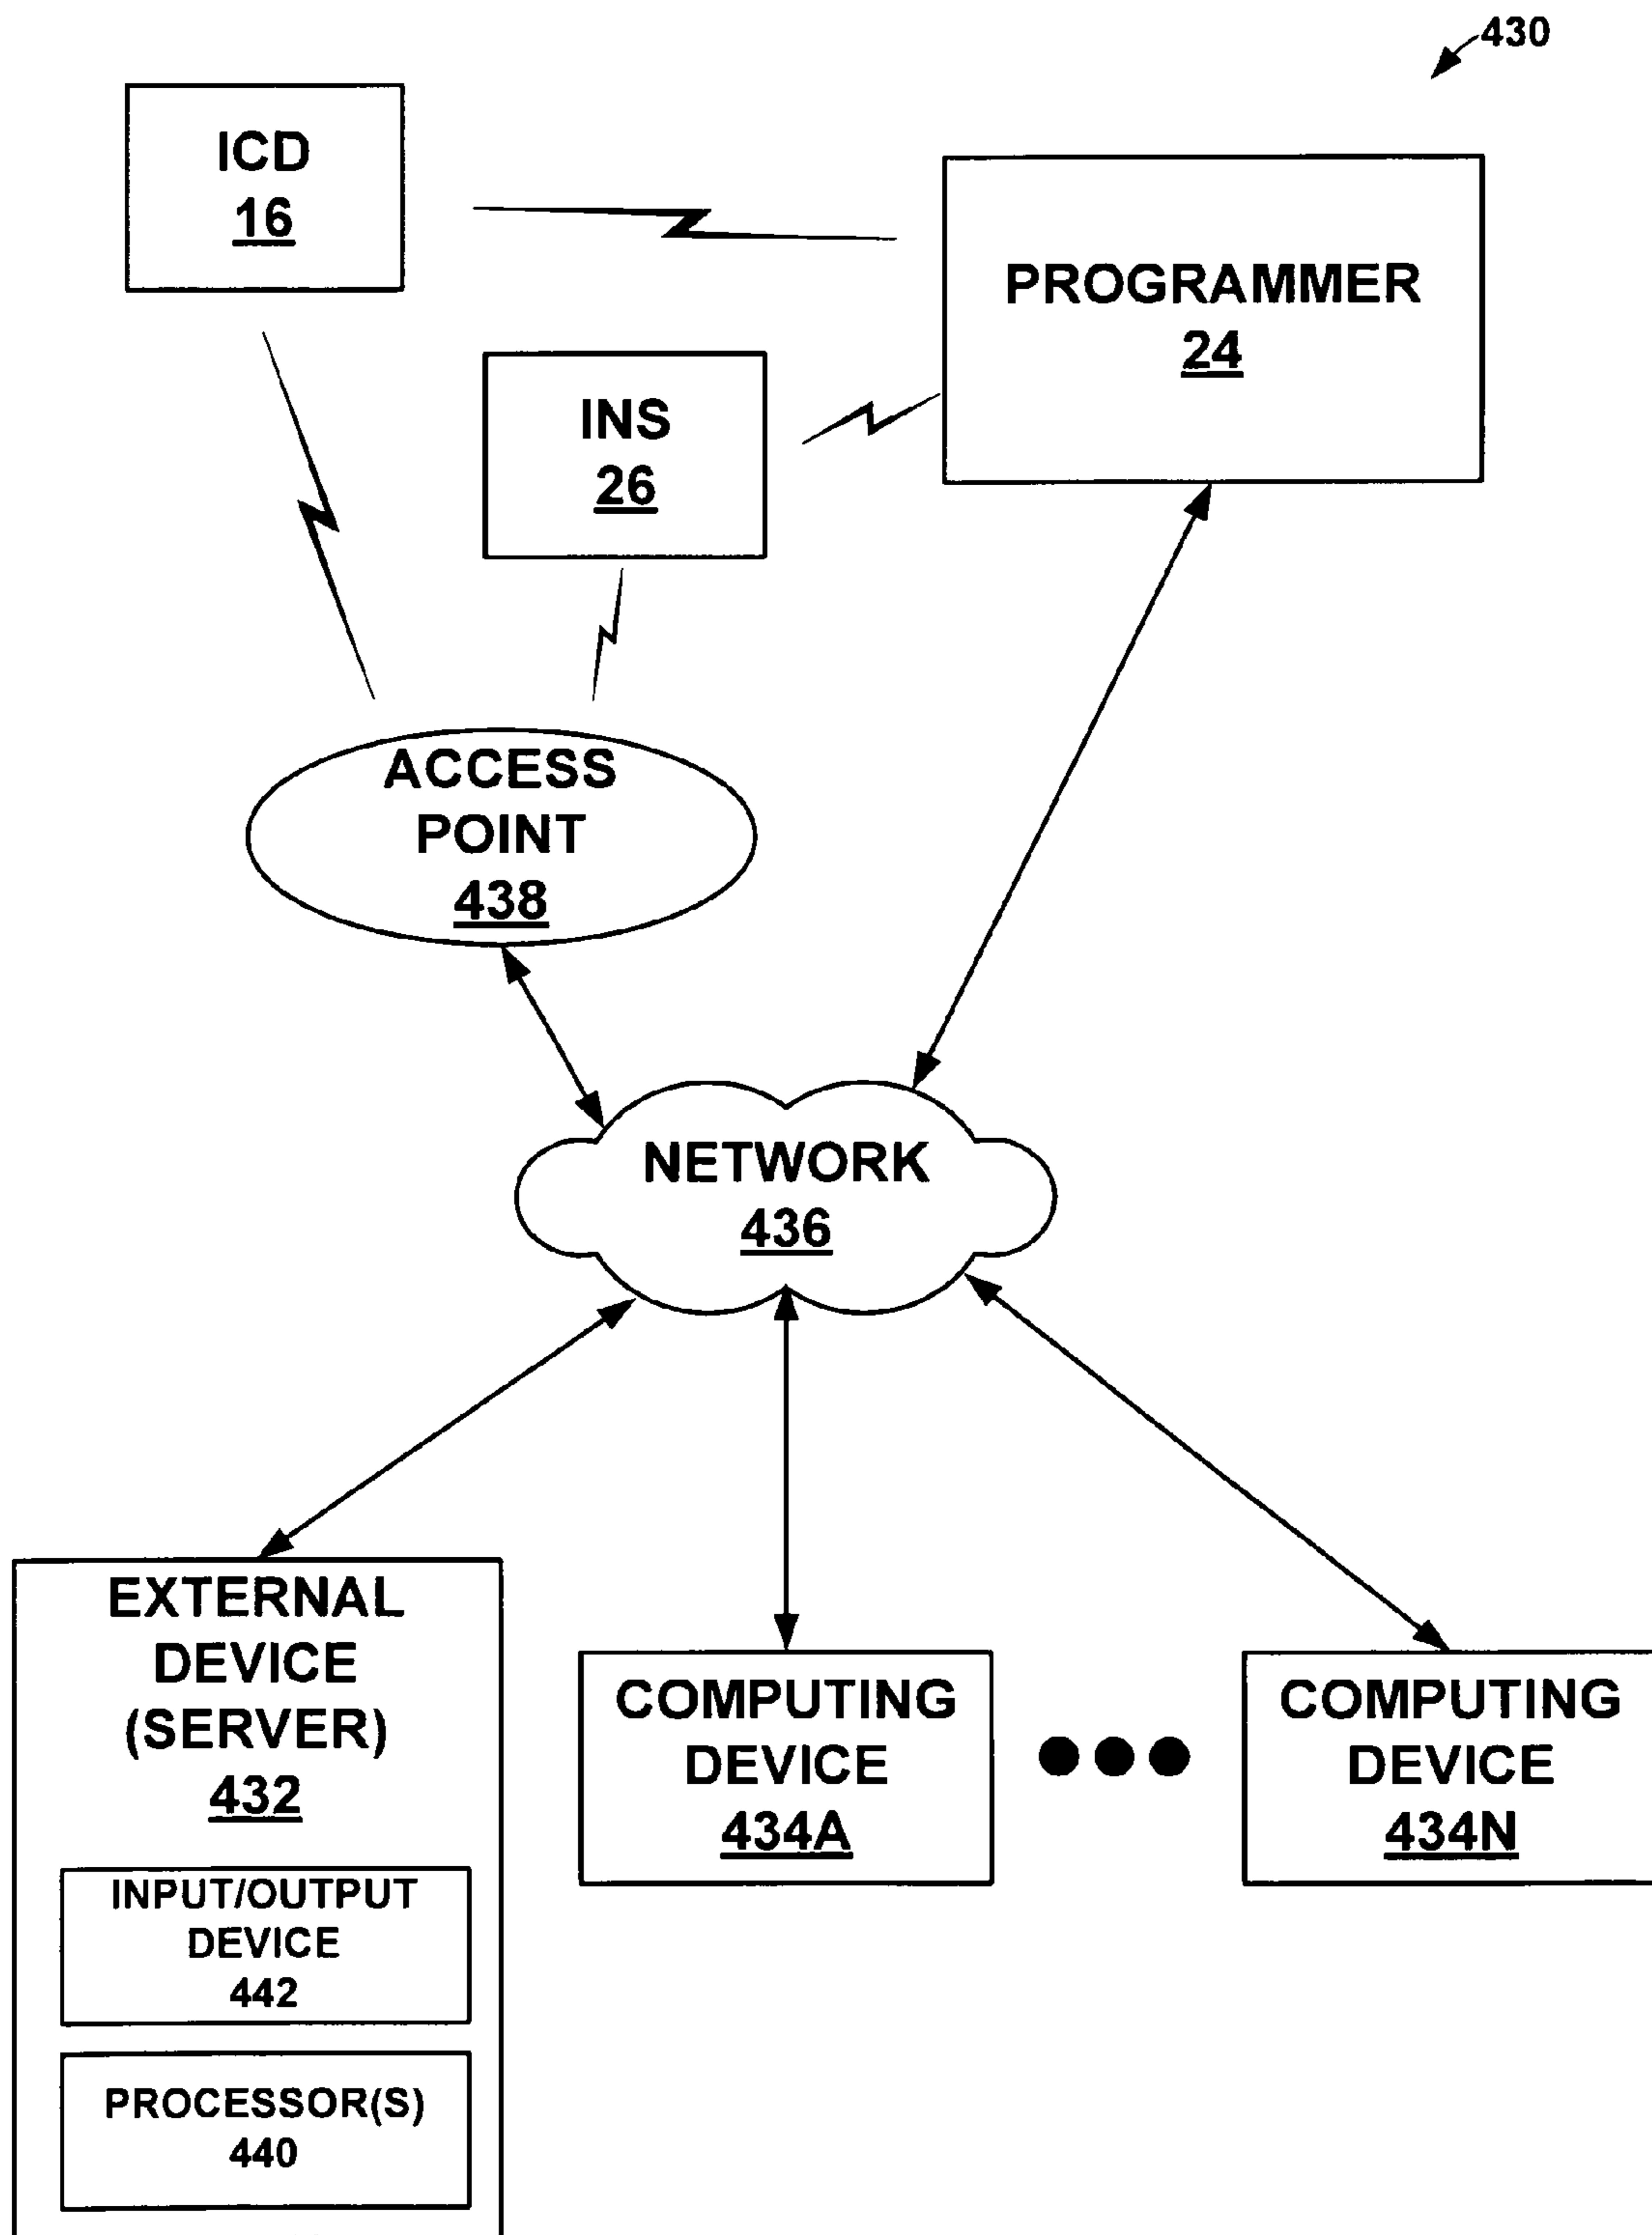 430
ICD
16
PROGRAMMER
24
INS
26
ACCESS
POINT
438
NETWORK
436
EXTERNAL
DEVICE
(SERVER)
432
INPUT/OUTPUT
DEVICE
442
PROCESSOR(S)
440
COMPUTING
DEVICE
434A
COMPUTING
DEVICE
434N